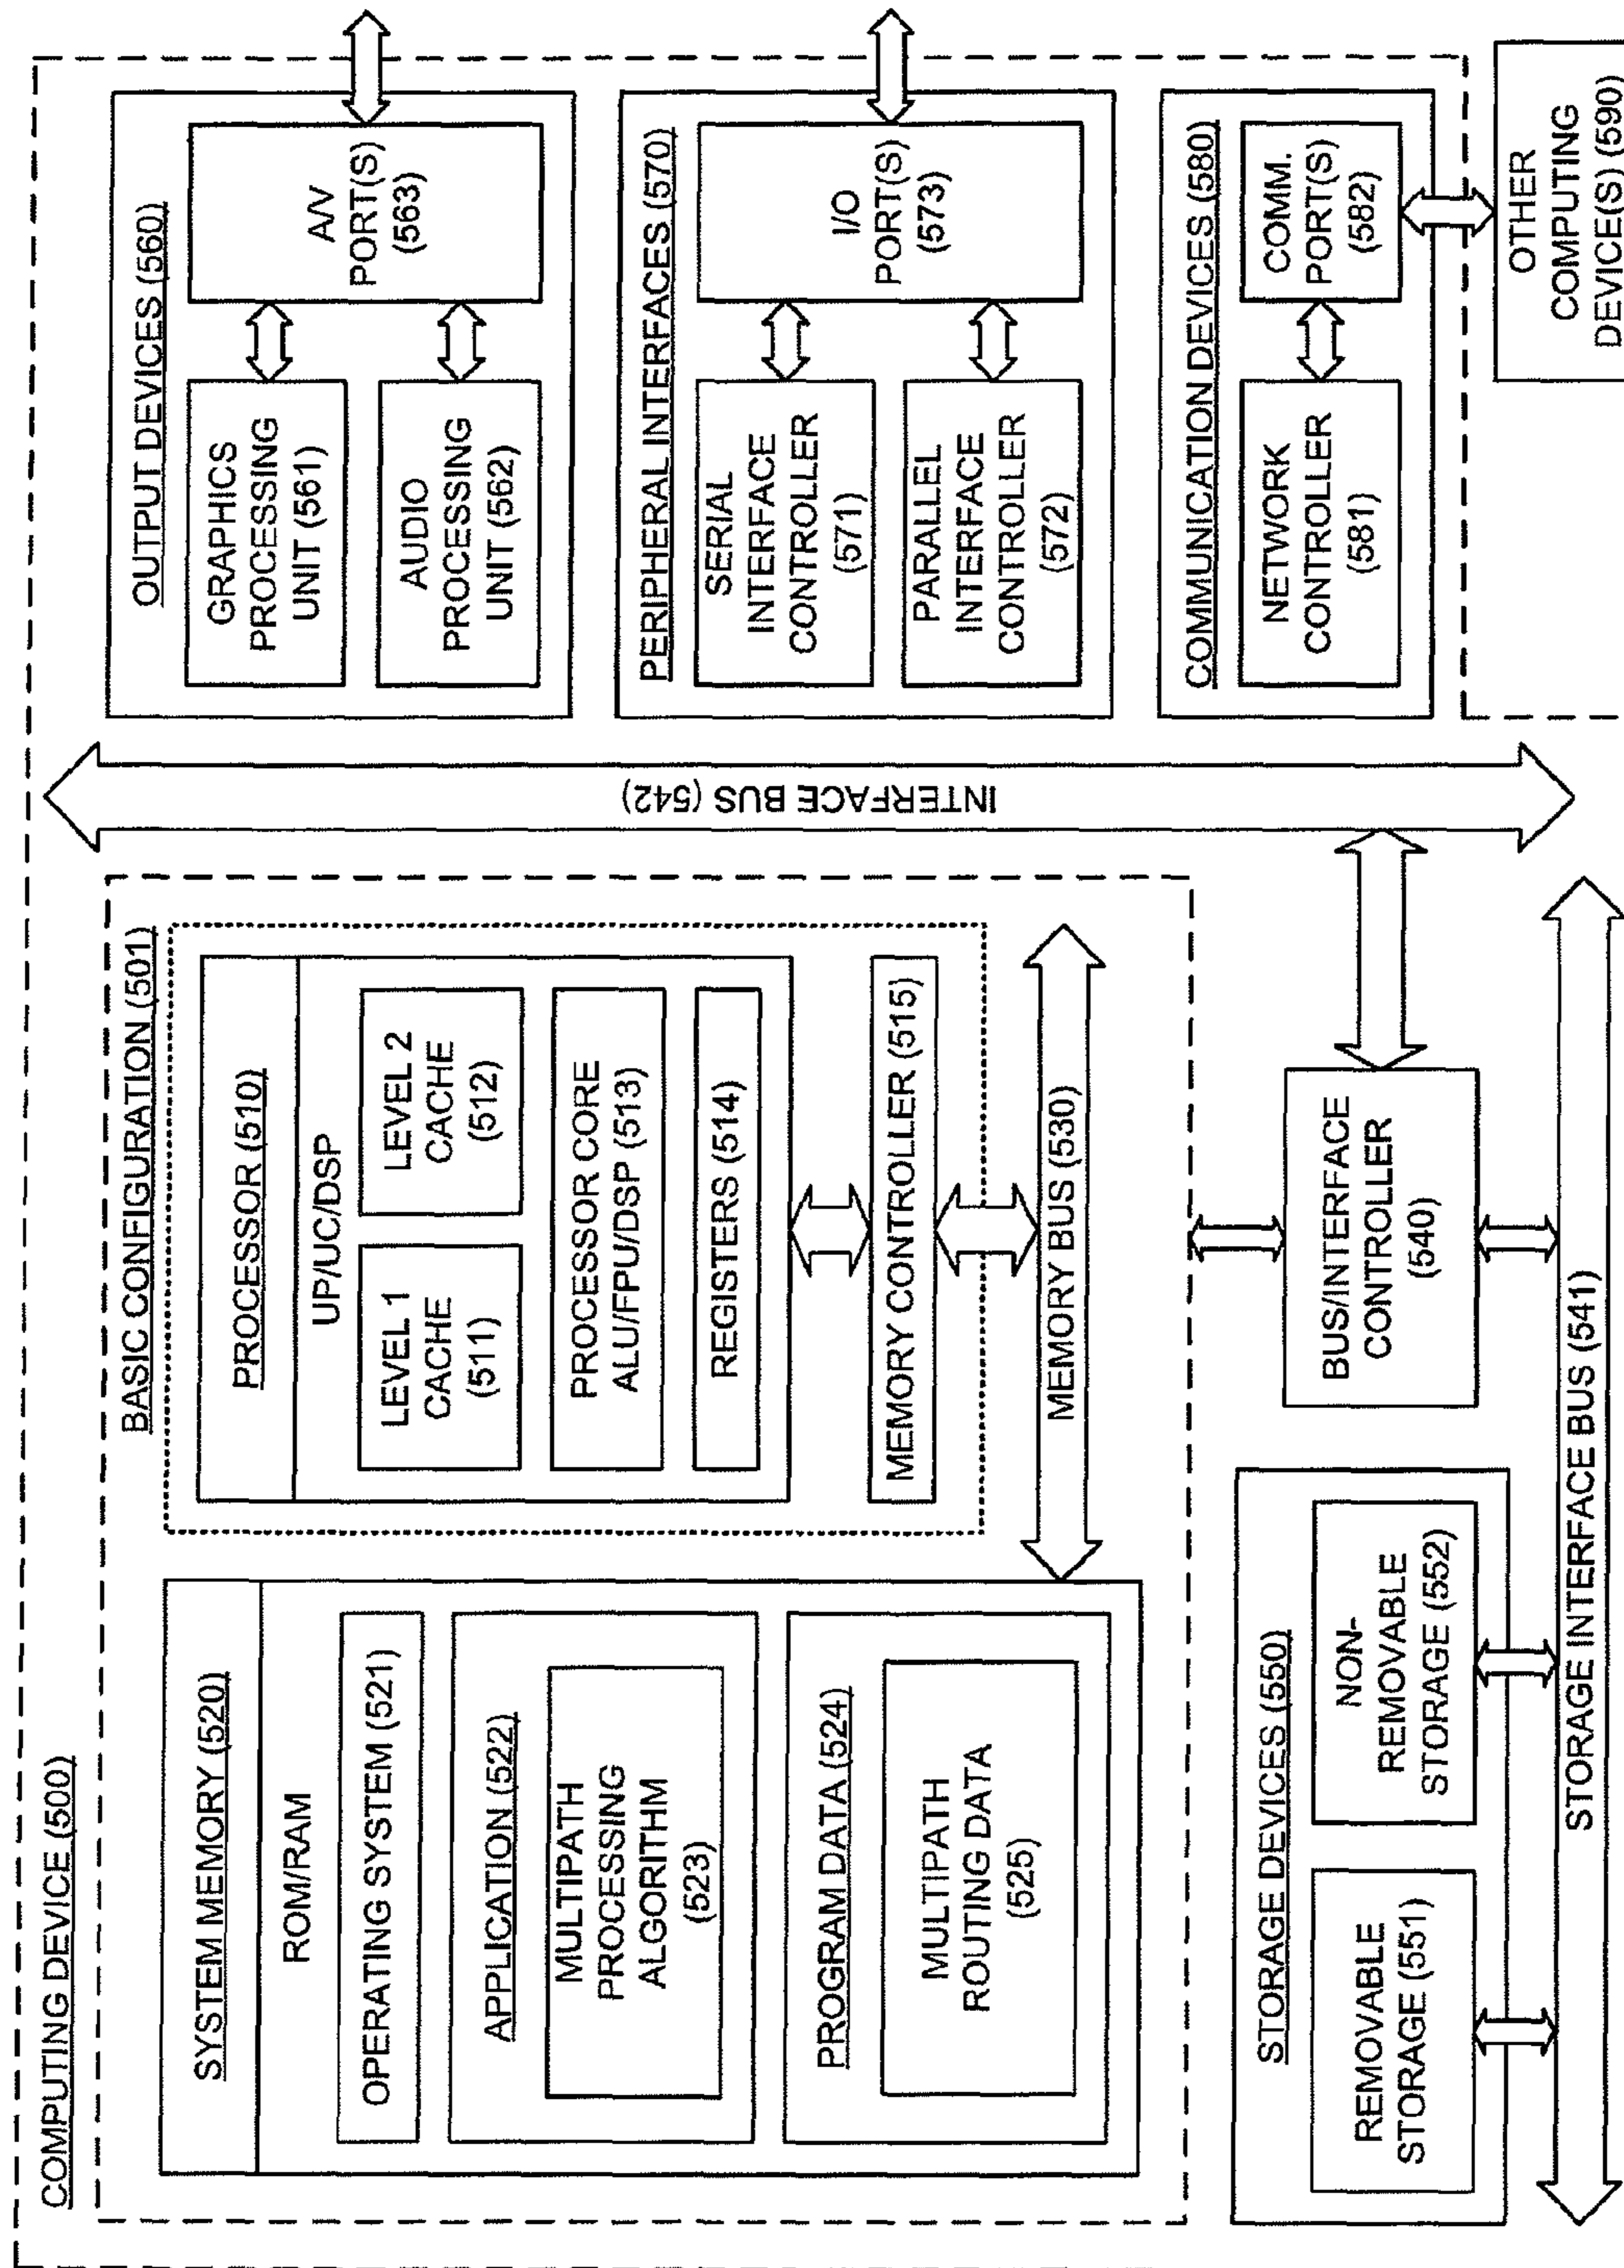 COMPUTING DEVICE (500)
BASIC CONFIGURATION (501)
SYSTEM MEMORY (520)
ROM/RAM
OPERATING SYSTEM (521)
APPLICATION (522)
MULTIPATH
PROCESSING
ALGORITHM
(523)
PROGRAM DATA (524)
MULTIPATH
ROUTING DATA
(525)
PROCESSOR (510)
UP/UC/DSP
LEVEL 1
CACHE
(511)
LEVEL 2
CACHE
(512)
PROCESSOR CORE
ALU/FPU/DSP (513)
REGISTERS (514)
MEMORY CONTROLLER (515)
MEMORY BUS (530)
STORAGE DEVICES (550)
REMOVABLE
STORAGE (551)
NON-
REMOVABLE
STORAGE (552)
BUS/INTERFACE
CONTROLLER
(540)
STORAGE INTERFACE BUS (541)
INTERFACE BUS (542)
OUTPUT DEVICES (560)
GRAPHICS
PROCESSING
UNIT (561)
AUDIO
PROCESSING
UNIT (562)
A/V
PORT(S)
(563)
PERIPHERAL INTERFACES (570)
SERIAL
INTERFACE
CONTROLLER
(571)
PARALLEL
INTERFACE
CONTROLLER
(572)
I/O
PORT(S)
(573)
COMMUNICATION DEVICES (580)
NETWORK
CONTROLLER
(581)
COMM.
PORT(S)
(582)
OTHER
COMPUTING
DEVICE(S) (590)